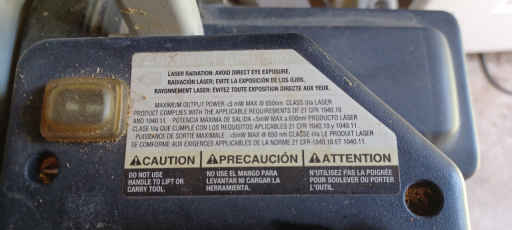 LASER RADIATION: AVOID DIRECT EYE EXPOSURE.
RADIACIÓN LÁSER: EVITE EXPOSICIÓN DIRECTA DE LOS OJOS.
RAYONNEMENT LASER: ÉVITEZ TOUTE EXPOSITION DIRECTE AUX YEUX.
MAXIMUM OUTPUT POWER <5 mW MAX @ 650nm. CLASS IIIa LASER
PRODUCT COMPLIES WITH THE APPLICABLE REQUIREMENTS OF 21 CFR 1040.10
AND 1040.11. POTENCIA MAXIMA DE SALIDA <5mW MAX a 650nm PRODUCTO LÁSER
CLASE IIIa QUE CUMPLE CON LOS REQUISITOS APLICABLES 21 CFR 1040.10 y 1040.11.
PUISSANCE DE SORTIE MAXIMALE <5mW MAX @ 650 nm CLASSE IIIa LE PRODUIT LASER
SE CONFORME AUX EXIGENCES APPLICABLES DE LA NORME 21 CFR 1040.10 ET 1040.11.
CAUTION PRECAUCIÓN ATTENTION
DO NOT USE NO USE EL MANGO PARA N'UTILISEZ PAS LA POIGNÉE
HANDLE TO LIFT OR LEVANTAR NI CARGAR LA POUR SOULEVER OU PORTER
CARRY TOOL. HERRAMIENTA. L'OUTIL.